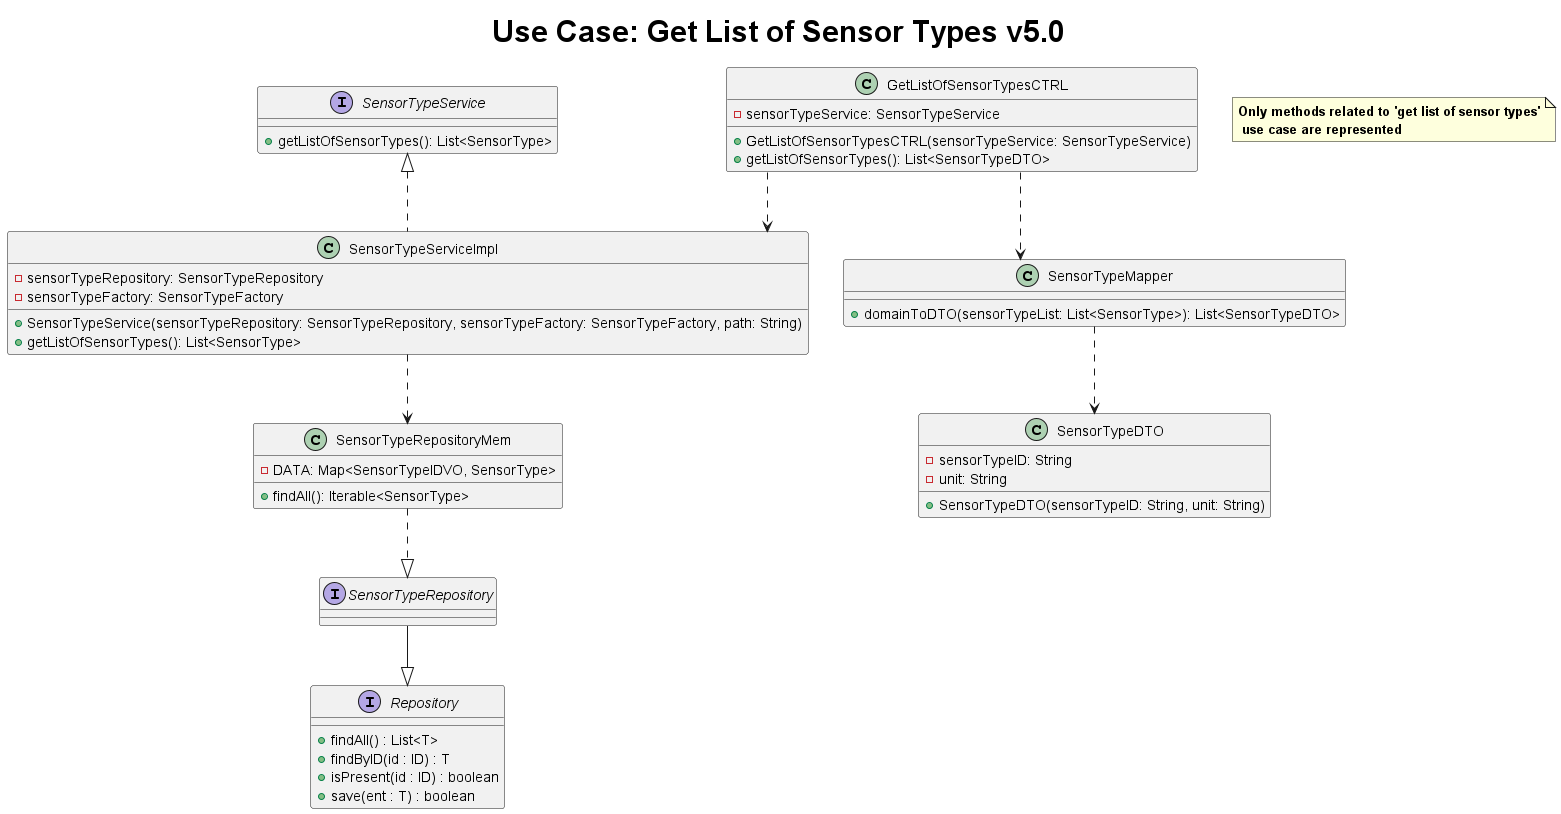 Use Case: Get List of Sensor Types v5.0
I SensorTypeService
getListOfSensorTypes(): List<SensorType>
C GetListOfSensorTypesCTRL
sensorTypeService: SensorTypeService
GetListOfSensorTypesCTRL(sensorTypeService: SensorTypeService)
getListOfSensorTypes(): List<SensorTypeDTO>
Only methods related to 'get list of sensor types'
use case are represented
C SensorTypeServiceImpl
sensorTypeRepository: SensorTypeRepository
sensorTypeFactory: SensorTypeFactory
SensorTypeService(sensorTypeRepository: SensorTypeRepository, sensorTypeFactory: SensorTypeFactory, path: String)
getListOfSensorTypes(): List<SensorType>
C SensorTypeMapper
domainToDTO(sensorTypeList: List<SensorType>): List<SensorTypeDTO>
C SensorTypeRepositoryMem
DATA: Map<SensorTypeIDVO, SensorType>
findAll(): Iterable<SensorType>
C SensorTypeDTO
sensorTypeID: String
unit: String
SensorTypeDTO(sensorTypeID: String, unit: String)
I SensorTypeRepository
I Repository
findAll() : List<T>
findByID(id : ID) : T
isPresent(id : ID) : boolean
save(ent : T) : boolean